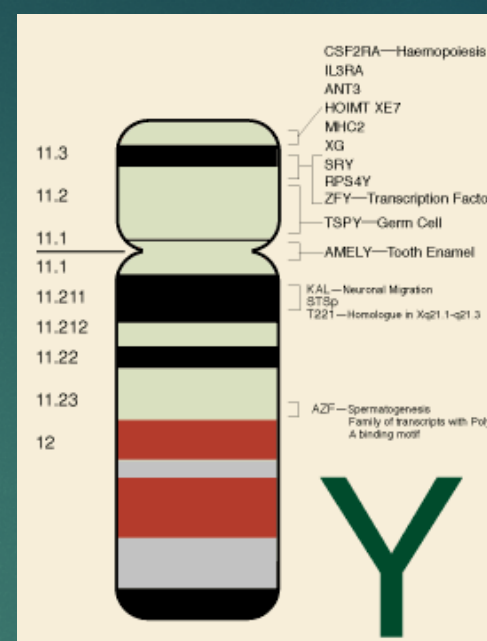 CSF2RA—Haemopoiesis
IL3RA
ANT3
HOIMT XE7
MHC2
XG
SRY
RPS4Y
ZFY—Transcription Facto
TSPY—Germ Cell
AMELY—Tooth Enamel
KAL—Neuronal Migration
STSp
T221—Homologue in Xq21.1-q21.3
AZF—Spermatogenesis
Family of transcripts with Poly
A binding motif
11.3
11.2
11.1
11.1
11.211
11.212
11.22
11.23
12
Y